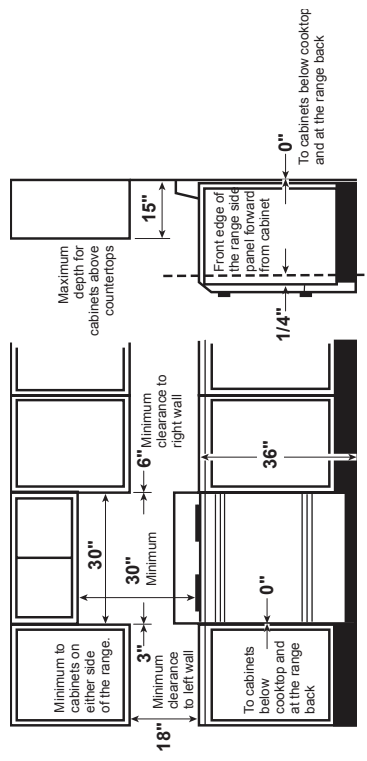 Minimum to
cabinets on
either side
of the range.
18"
Minimum
clearance
to left wall
3"
30"
30"
Minimum
6"
Minimum
clearance to
right wall
36"
0"
To cabinets
below
cooktop and
at the range
back
Maximum
depth for
cabinets above
countertops
15"
Front edge of
the range side
panel forward
from cabinet
1/4"
0"
To cabinets below cooktop
and at the range back